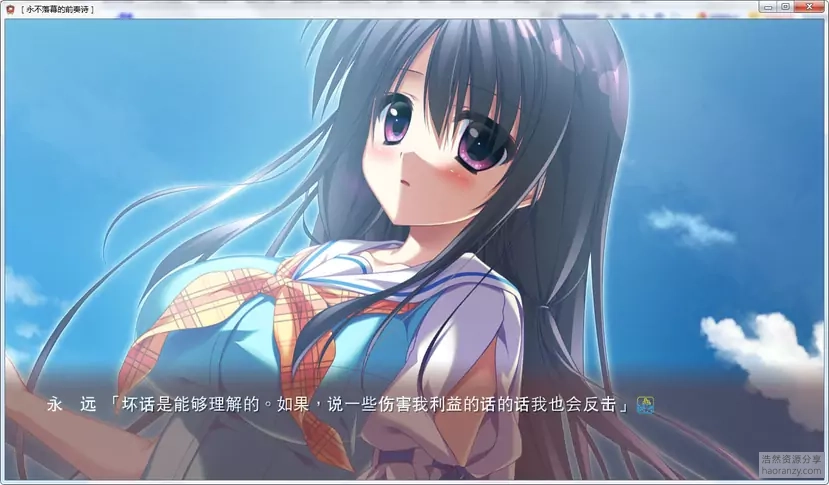 [ 永不落幕的前奏诗 ]
永 远 「坏话是能够理解的。如果，说一些伤害我利益的话的话我也会反击」
浩然资源分享
haoranzy.com